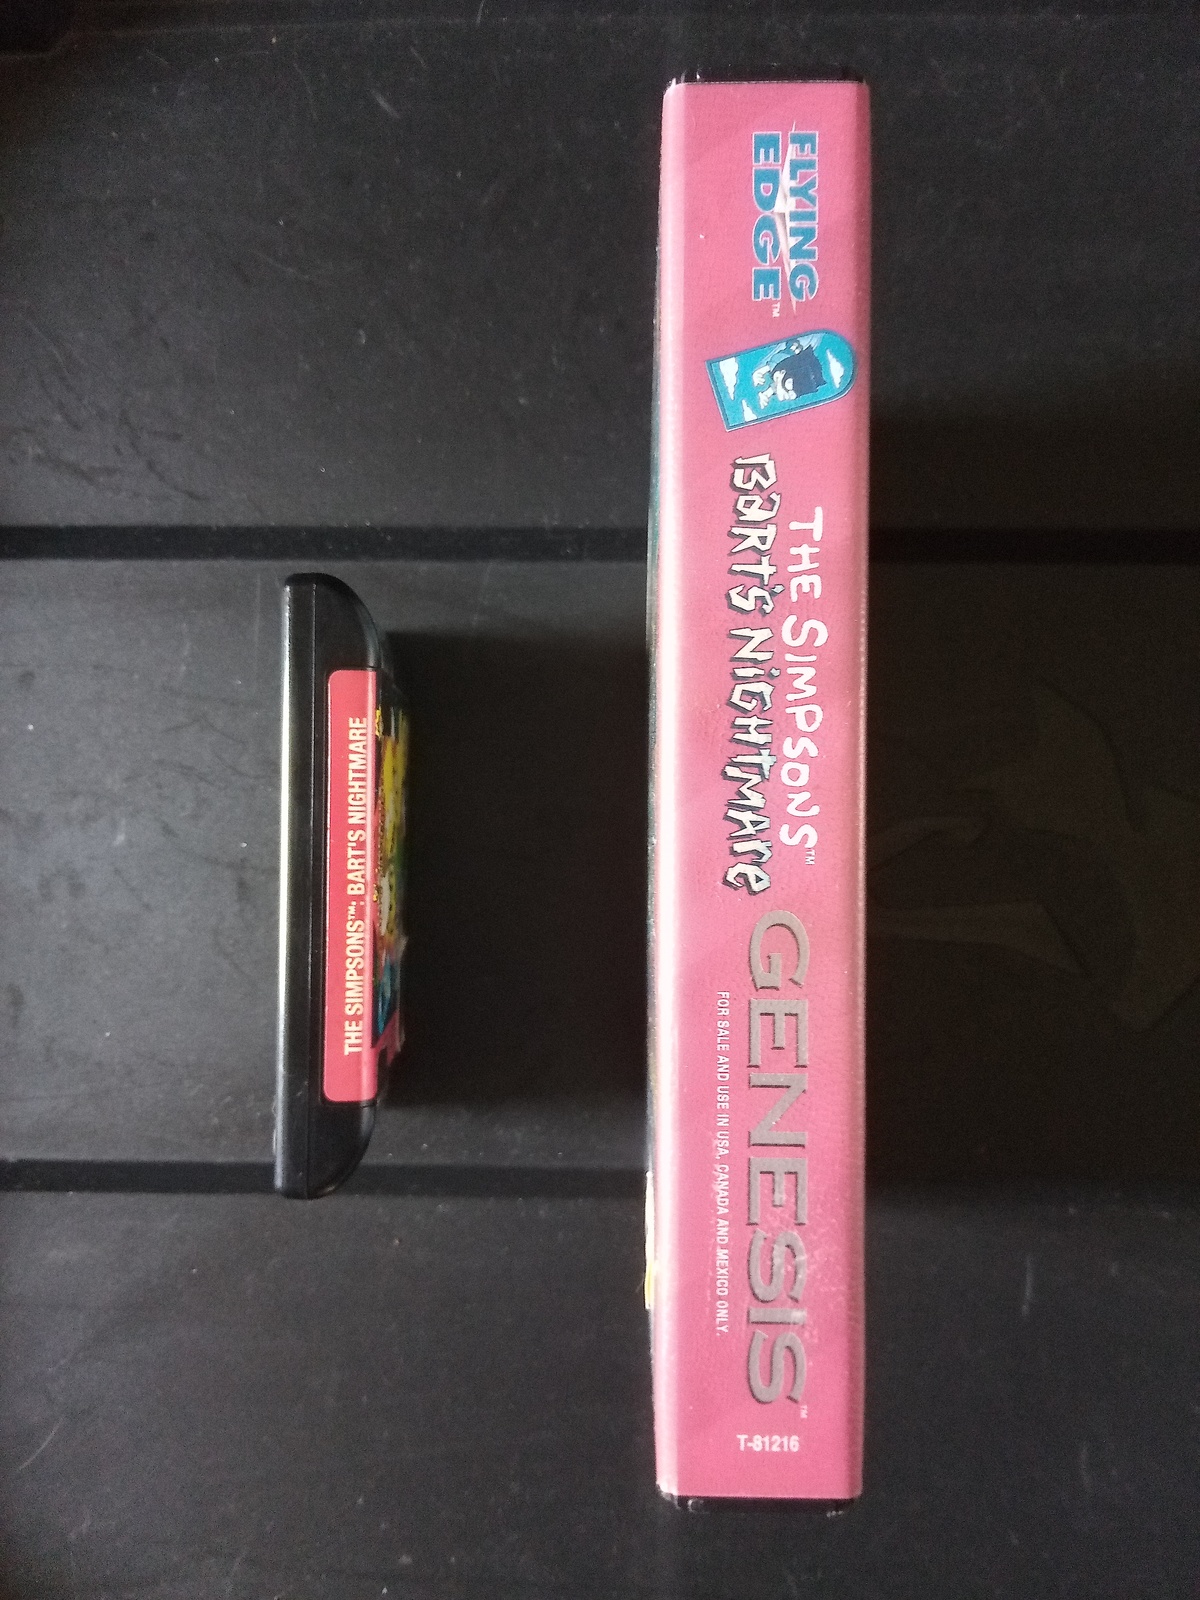 THE SIMPSONS™: BART'S NIGHTMARE
FLYING
EDGE™
THE SIMPSONS™
BART'S NIGHTMARE
GENESIS™
FOR SALE AND USE IN USA, CANADA AND MEXICO ONLY.
T-81216